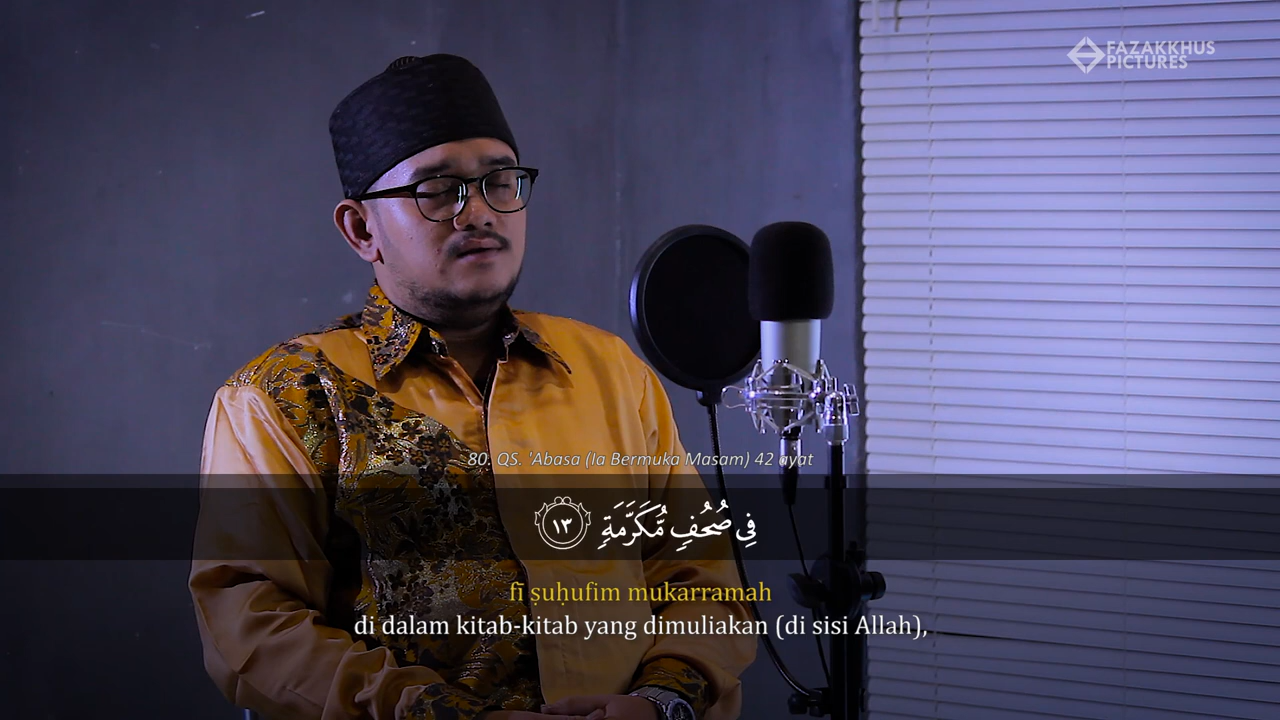 FAZAKKHUS
PICTURES
80. QS. 'Abasa (Ia Bermuka Masam) 42 ayat
فِي صُحُفٍ مُّكَرَّمَةٍ ١٣
fī ṣuḥufim mukarramah
di dalam kitab-kitab yang dimuliakan (di sisi Allah),